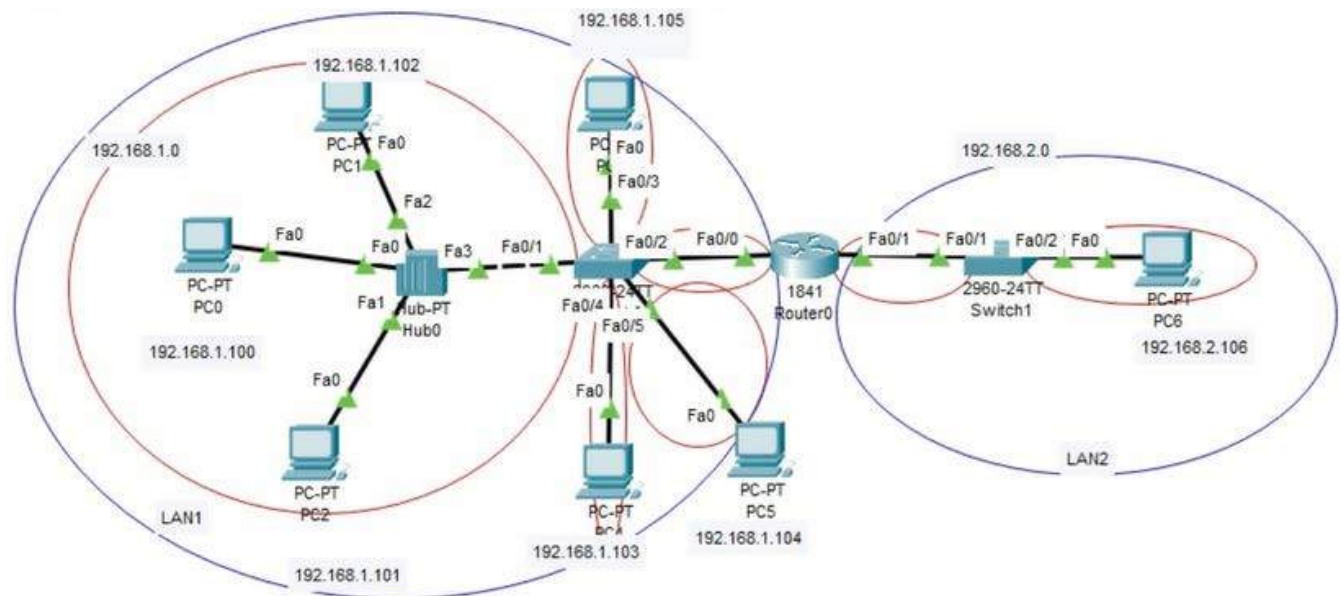 192.168.1.105
192.168.1.102
PC-PT
PC1
Fa0
Fa2
192.168.1.0
Fa0
PC-PT
PC0
192.168.1.100
Fa0
Fa1
Fa3
Hub-PT
Hub0
Fa0
PC-PT
PC2
LAN1
192.168.1.101
Fa0/1
Fa0
Fa0/3
Fa0/2
Fa0/4
Fa0/5
Fa0
PC-PT
192.168.1.103
Fa0
PC-PT
PC5
192.168.1.104
Fa0/0
1841
Router0
Fa0/1
192.168.2.0
Fa0/1
Fa0/2
2960-24TT
Switch1
Fa0
PC-PT
PC6
192.168.2.106
LAN2